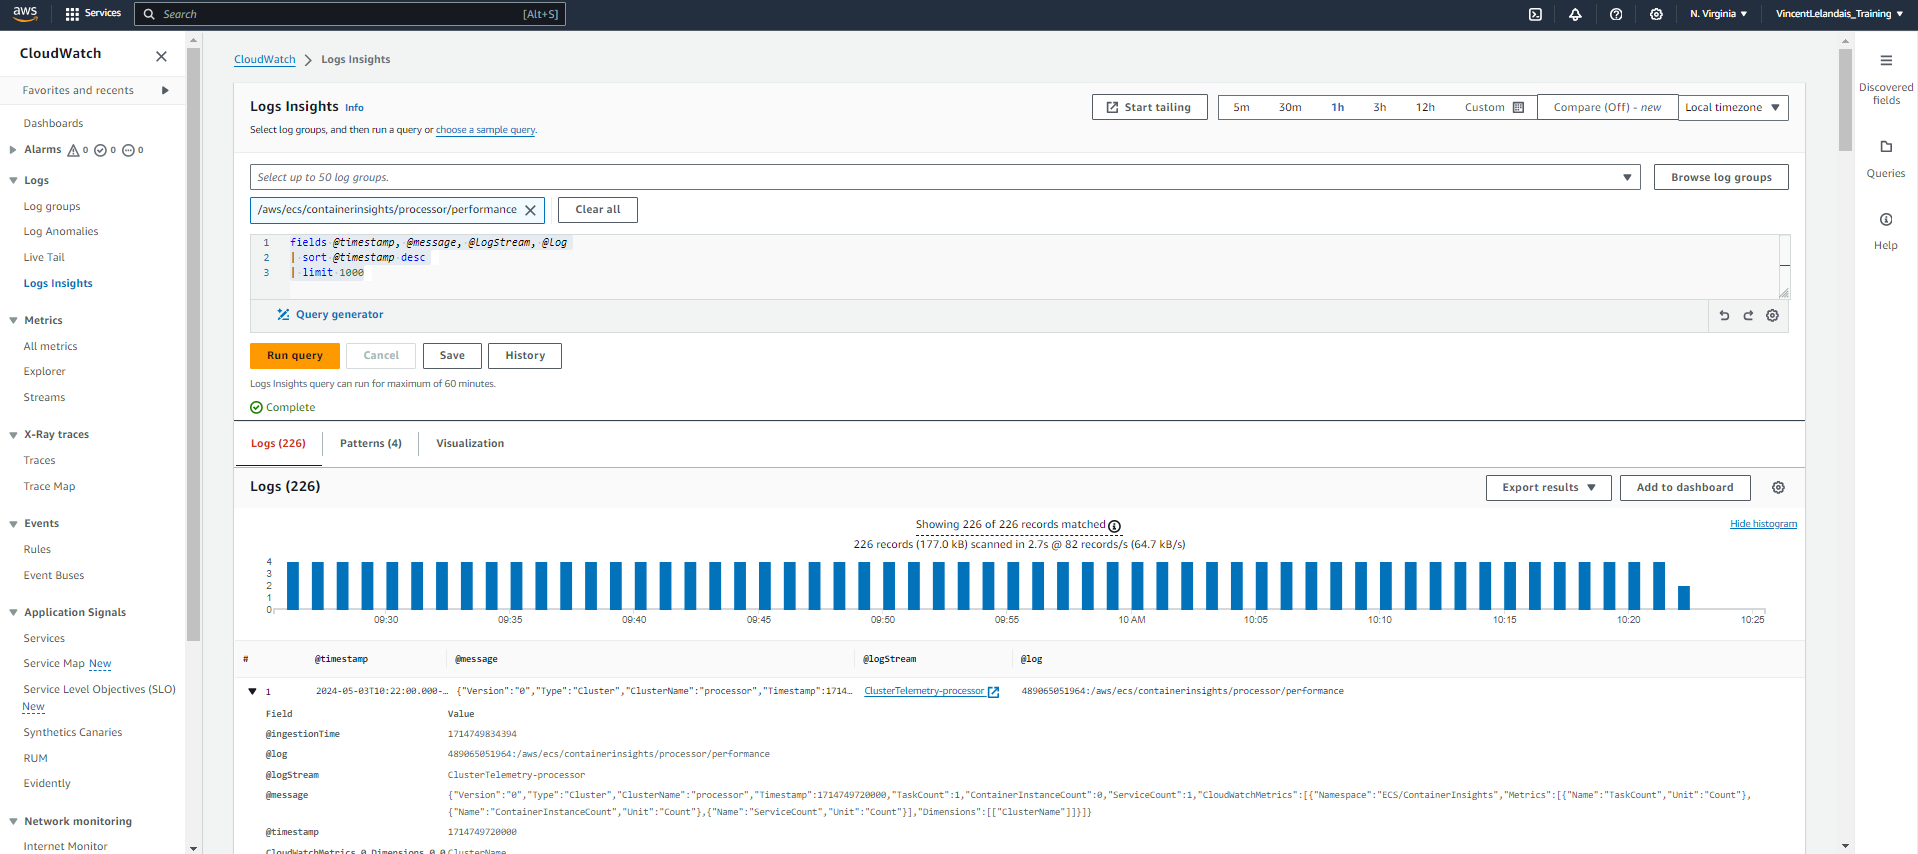 aws Services Search [Alt+S] N. Virginia VincentLelandais_Training
CloudWatch
Favorites and recents
Dashboards
Alarms 0 0 0
Logs
Log groups
Log Anomalies
Live Tail
Logs Insights
Metrics
All metrics
Explorer
Streams
X-Ray traces
Traces
Trace Map
Events
Rules
Event Buses
Application Signals
Services
Service Map New
Service Level Objectives (SLO)
New
Synthetics Canaries
RUM
Evidently
Network monitoring
Internet Monitor
CloudWatch > Logs Insights
Logs Insights Info
Select log groups, and then run a query or choose a sample query.
Start tailing 5m 30m 1h 3h 12h Custom Compare (Off) - new Local timezone
Select up to 50 log groups. Browse log groups
/aws/ecs/containerinsights/processor/performance Clear all
1 fields @timestamp, @message, @logStream, @log
2 | sort @timestamp desc
3 | limit 1000
Query generator
Run query Cancel Save History
Logs Insights query can run for maximum of 60 minutes.
Complete
Logs (226) Patterns (4) Visualization
Logs (226) Export results Add to dashboard
Showing 226 of 226 records matched Hide histogram
226 records (177.0 kB) scanned in 2.7s @ 82 records/s (64.7 kB/s)
4
3
2
1
0
09:30 09:35 09:40 09:45 09:50 09:55 10 AM 10:05 10:10 10:15 10:20 10:25
# @timestamp @message @logStream @log
1 2024-05-03T10:22:00.000-… {"Version":"0","Type":"Cluster","ClusterName":"processor","Timestamp":1714… ClusterTelemetry-processor 489065051964:/aws/ecs/containerinsights/processor/performance
Field Value
@ingestionTime 1714749834394
@log 489065051964:/aws/ecs/containerinsights/processor/performance
@logStream ClusterTelemetry-processor
@message {"Version":"0","Type":"Cluster","ClusterName":"processor","Timestamp":1714749720000,"TaskCount":1,"ContainerInstanceCount":0,"ServiceCount":1,"CloudWatchMetrics":[{"Namespace":"ECS/ContainerInsights","Metrics":[{"Name":"TaskCount","Unit":"Count"},
{"Name":"ContainerInstanceCount","Unit":"Count"},{"Name":"ServiceCount","Unit":"Count"}],"Dimensions":[["ClusterName"]]}]}
@timestamp 1714749720000
CloudWatchMetrics.0.Dimensions.0.0 ClusterName
Discovered
fields
Queries
Help